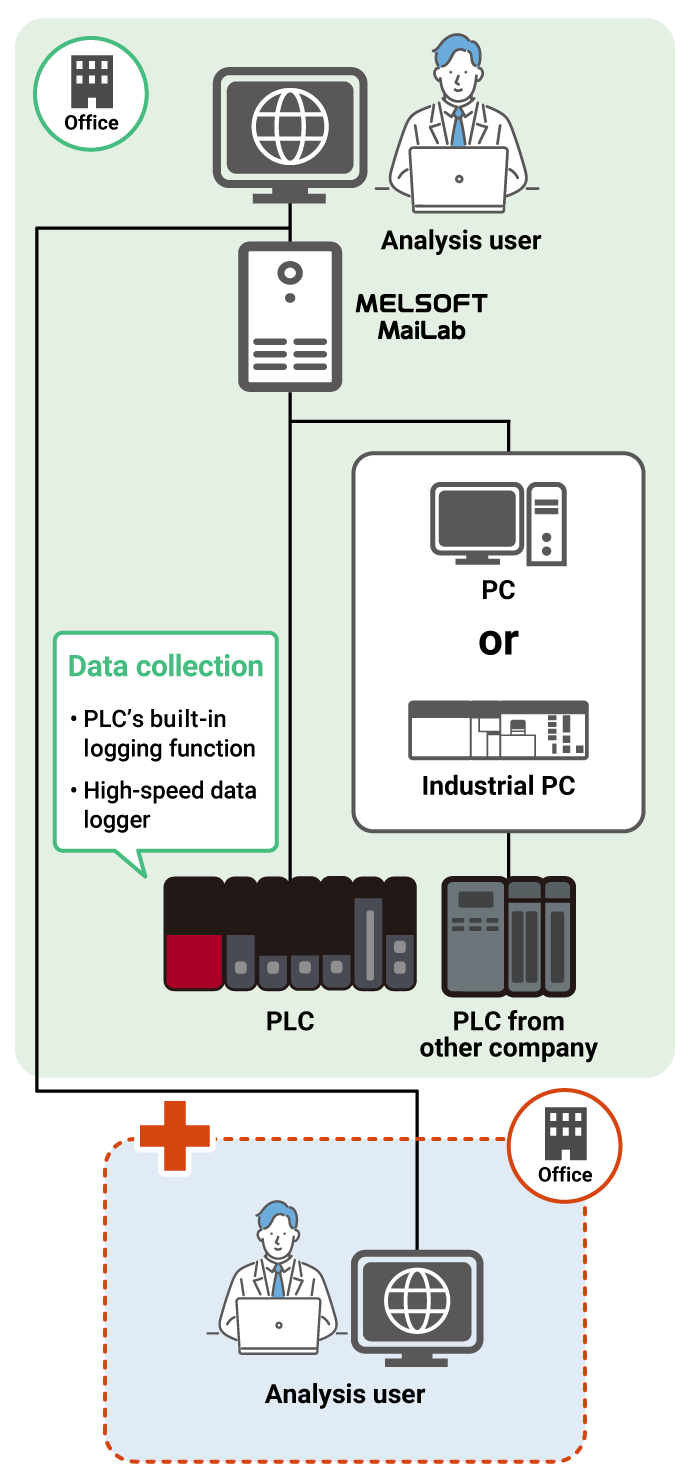 Office
Analysis user
MELSOFT
MaiLab
PC
or
Industrial PC
Data collection
• PLC’s built-in
logging function
• High-speed data
logger
PLC
PLC from
other company
Office
Analysis user